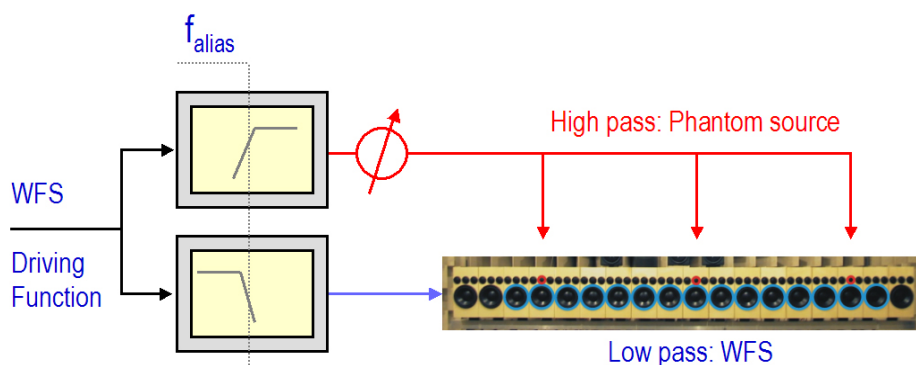 f_alias
High pass: Phantom source
WFS
Driving
Function
Low pass: WFS